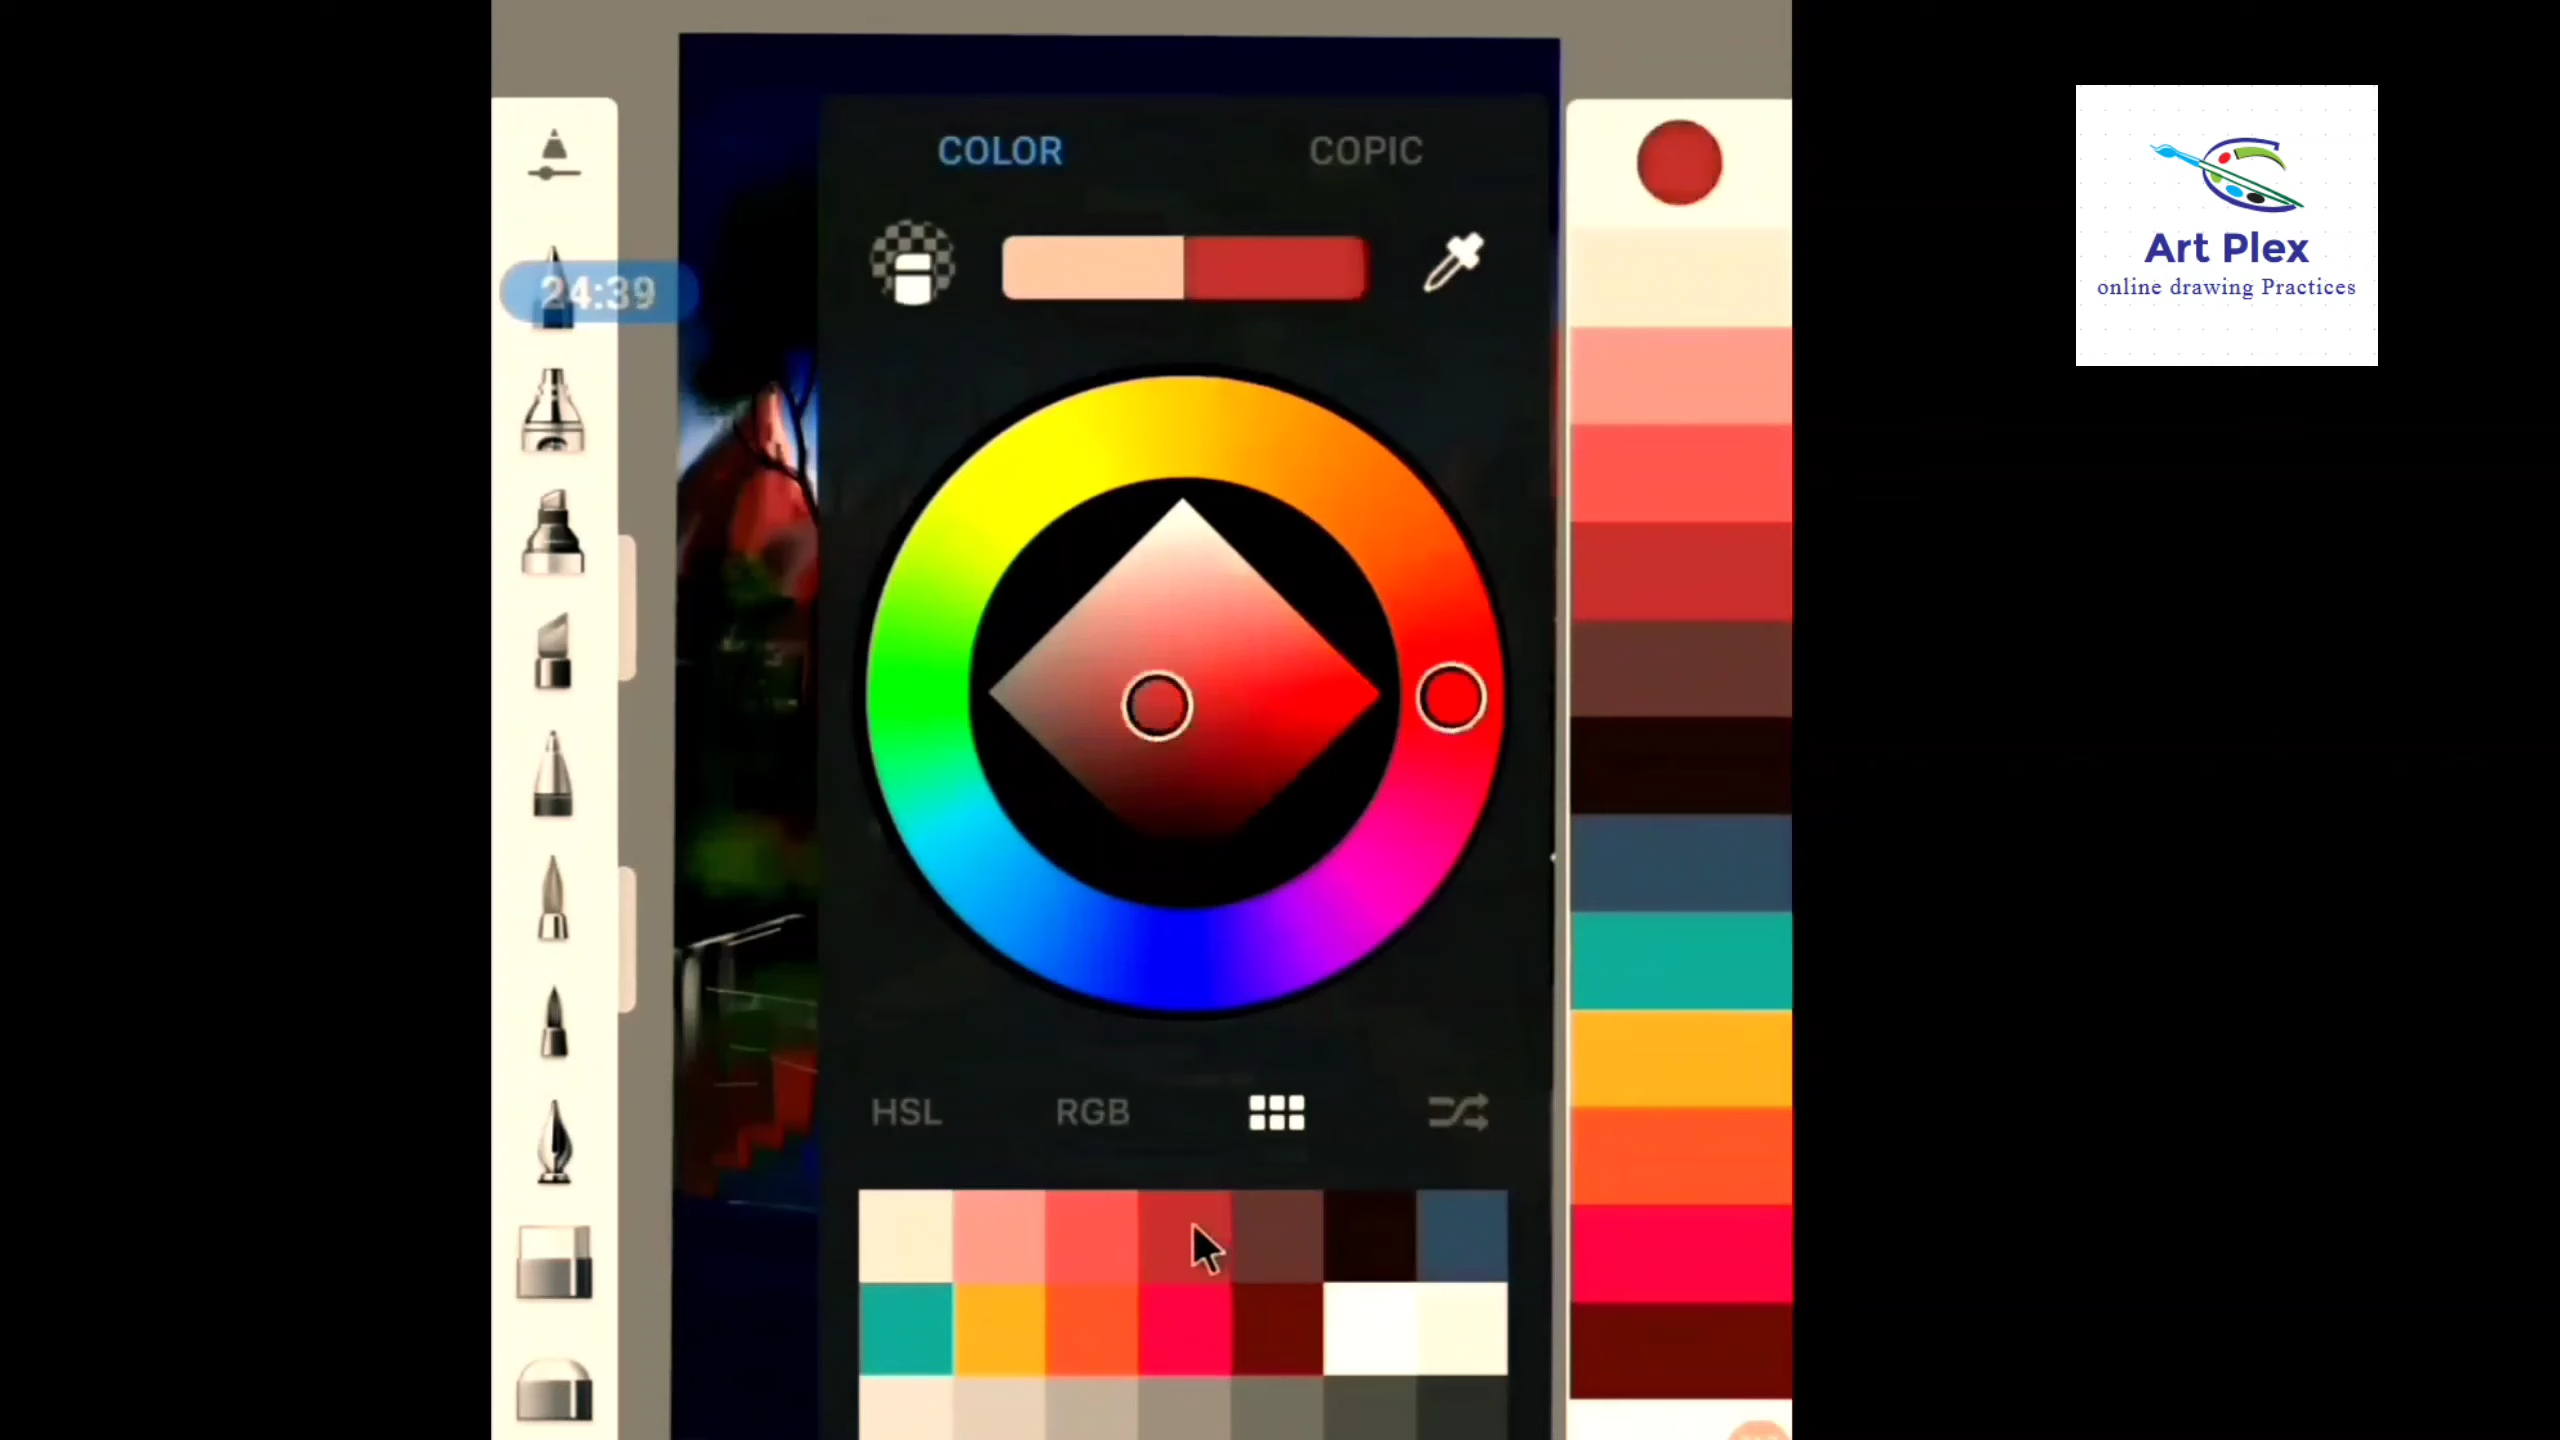 COLOR
COPIC
24:39
HSL
RGB
Art Plex
online drawing Practices